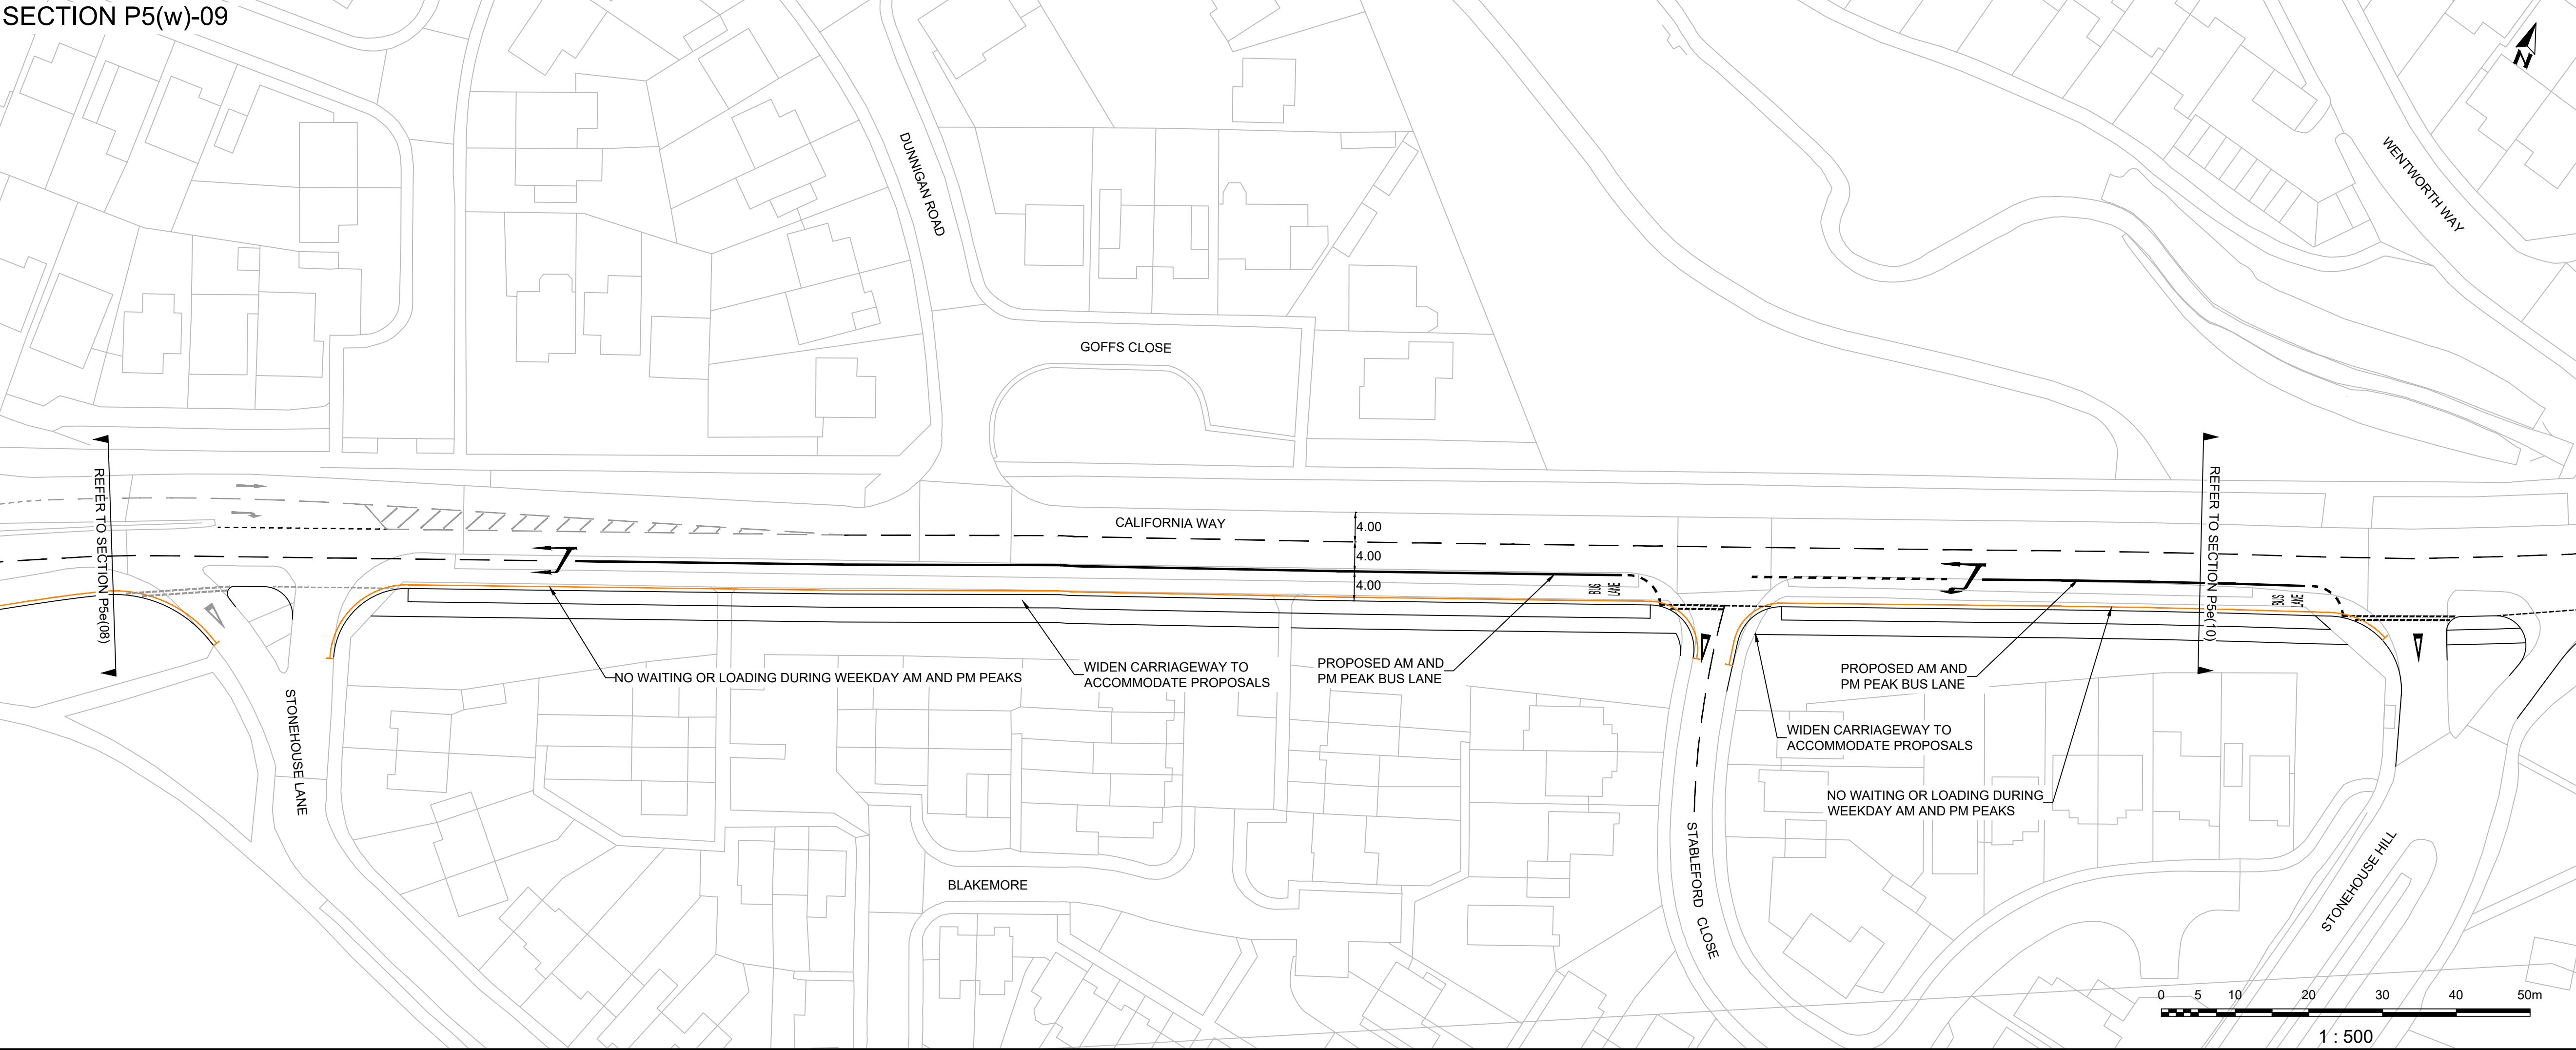 SECTION P5(w)-09
N
WENTWORTH WAY
DUNNIGAN ROAD
GOFFS CLOSE
REFER TO SECTION P5e(08)
REFER TO SECTION P5e(10)
CALIFORNIA WAY
4.00
4.00
4.00
BUS
LANE
BUS
LANE
NO WAITING OR LOADING DURING WEEKDAY AM AND PM PEAKS
WIDEN CARRIAGEWAY TO
ACCOMMODATE PROPOSALS
PROPOSED AM AND
PM PEAK BUS LANE
PROPOSED AM AND
PM PEAK BUS LANE
WIDEN CARRIAGEWAY TO
ACCOMMODATE PROPOSALS
NO WAITING OR LOADING DURING
WEEKDAY AM AND PM PEAKS
STONEHOUSE LANE
BLAKEMORE
STABLEFORD CLOSE
STONEHOUSE HILL
0 5 10 20 30 40 50m
1 : 500